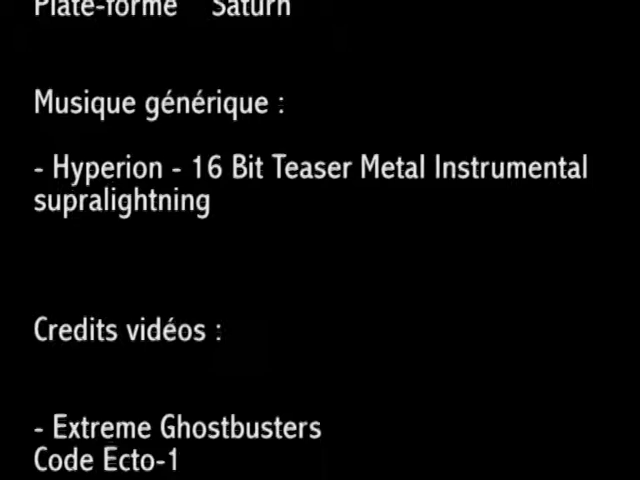 Plate-forme Saturn
Musique générique :
- Hyperion - 16 Bit Teaser Metal Instrumental
supralightning
Credits vidéos :
- Extreme Ghostbusters
Code Ecto-1